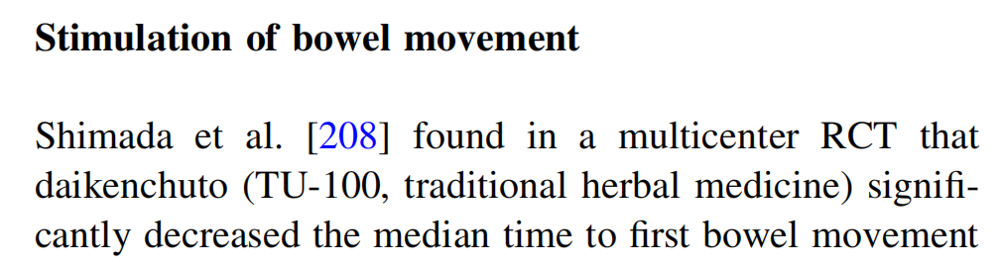 Stimulation of bowel movement
Shimada et al. [208] found in a multicenter RCT that
daikenchuto (TU-100, traditional herbal medicine) signifi-
cantly decreased the median time to first bowel movement